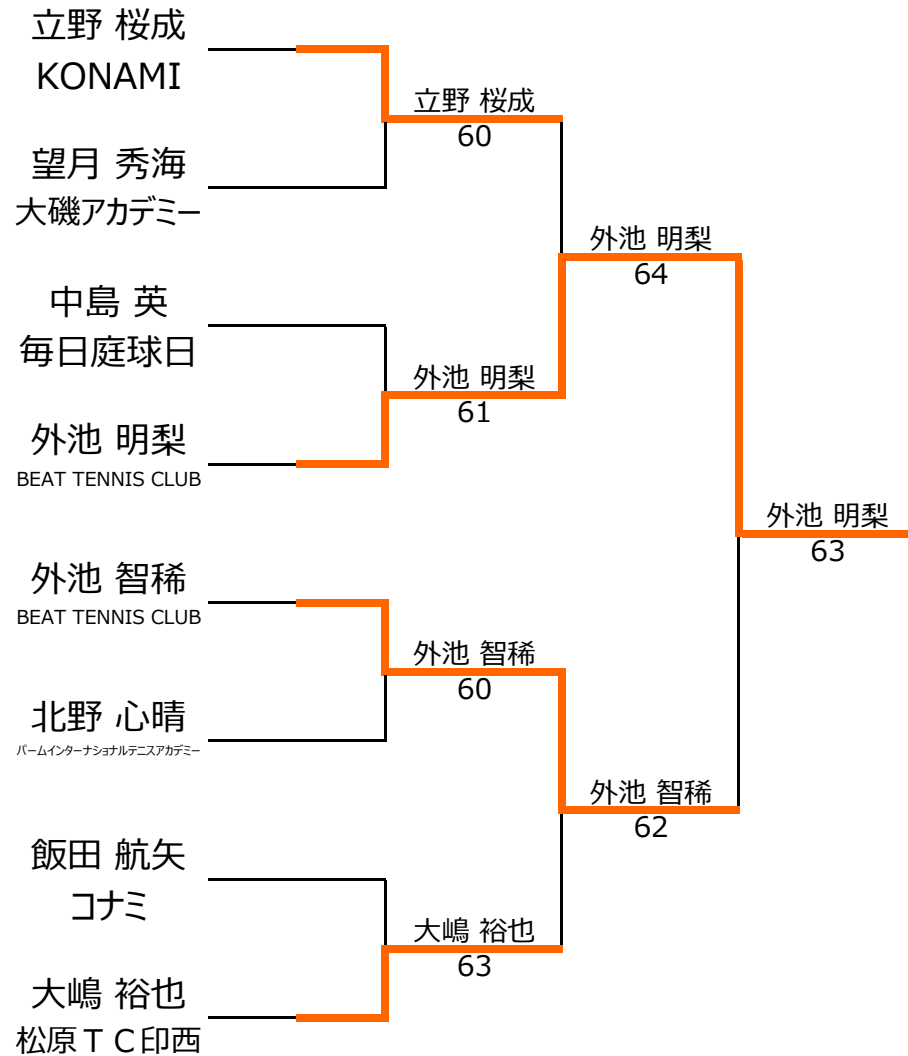 立野 桜成
KONAMI
望月 秀海
大磯アカデミー
中島 英
毎日庭球日
外池 明梨
BEAT TENNIS CLUB
外池 智稀
BEAT TENNIS CLUB
北野 心晴
パームインターナショナルテニスアカデミー
飯田 航矢
コナミ
大嶋 裕也
松原ＴＣ印西
立野 桜成
60
外池 明梨
61
外池 智稀
60
大嶋 裕也
63
外池 明梨
64
外池 智稀
62
外池 明梨
63